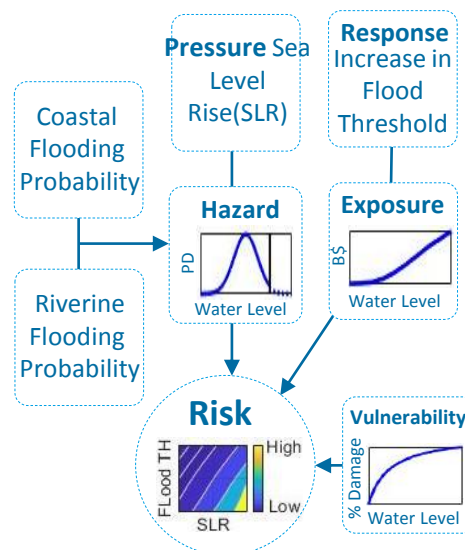 Pressure Sea
Level
Rise(SLR)
Response
Increase in
Flood
Threshold
Coastal
Flooding
Probability
Hazard
PD
Water Level
Exposure
B$
Water Level
Riverine
Flooding
Probability
Risk
FLood TH
SLR
High
Low
Vulnerability
% Damage
Water Level